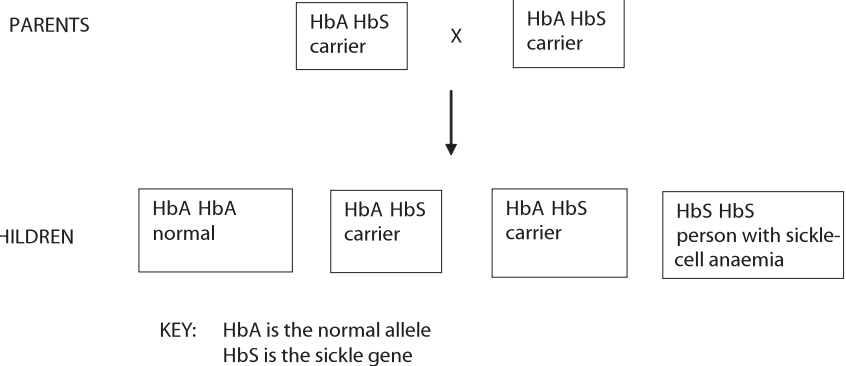 PARENTS
HbA HbS
carrier
X
HbA HbS
carrier
HILDREN
HbA HbA
normal
HbA HbS
carrier
HbA HbS
carrier
HbS HbS
person with sickle-
cell anaemia
KEY: HbA is the normal allele
HbS is the sickle gene